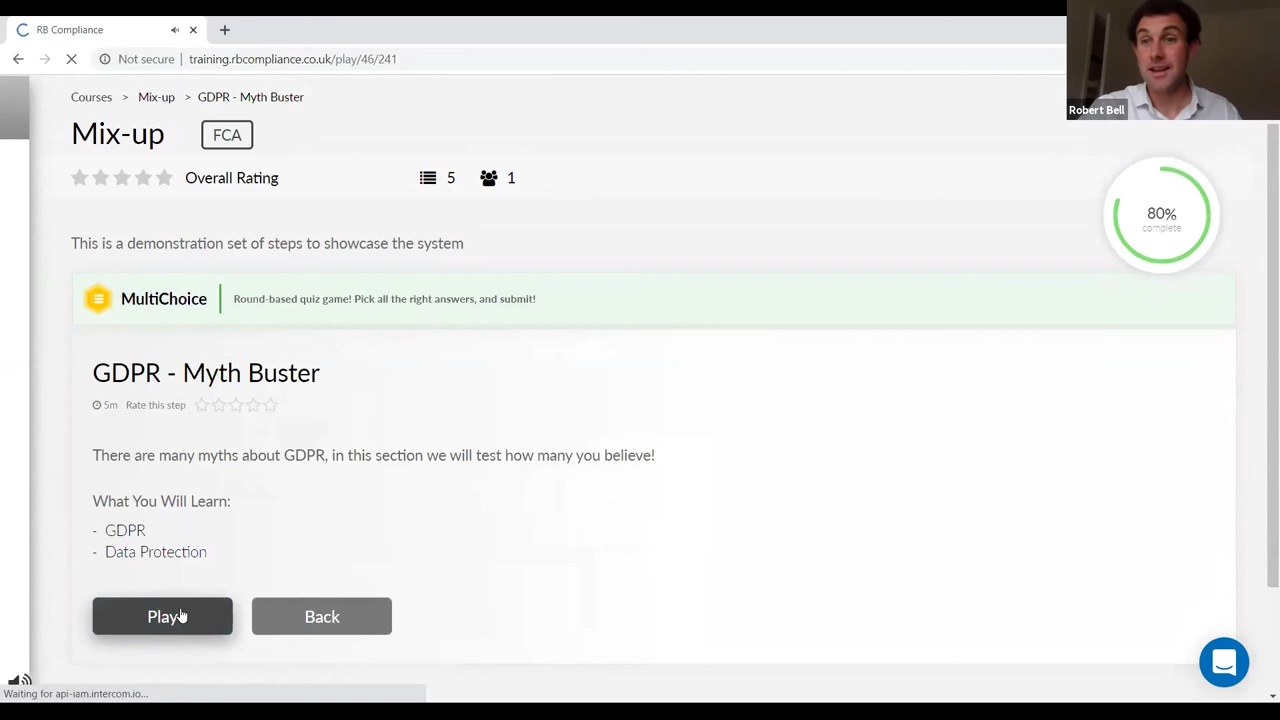 RB Compliance
Not secure
training.rbcompliance.co.uk/play/46/241
Robert Bell
Courses > Mix-up > GDPR - Myth Buster
Mix-up
FCA
Overall Rating
5
1
80%
complete
This is a demonstration set of steps to showcase the system
MultiChoice
Round-based quiz game! Pick all the right answers, and submit!
GDPR - Myth Buster
5m Rate this step
There are many myths about GDPR, in this section we will test how many you believe!
What You Will Learn:
- GDPR
- Data Protection
Play
Back
Waiting for api-iam.intercom.io...